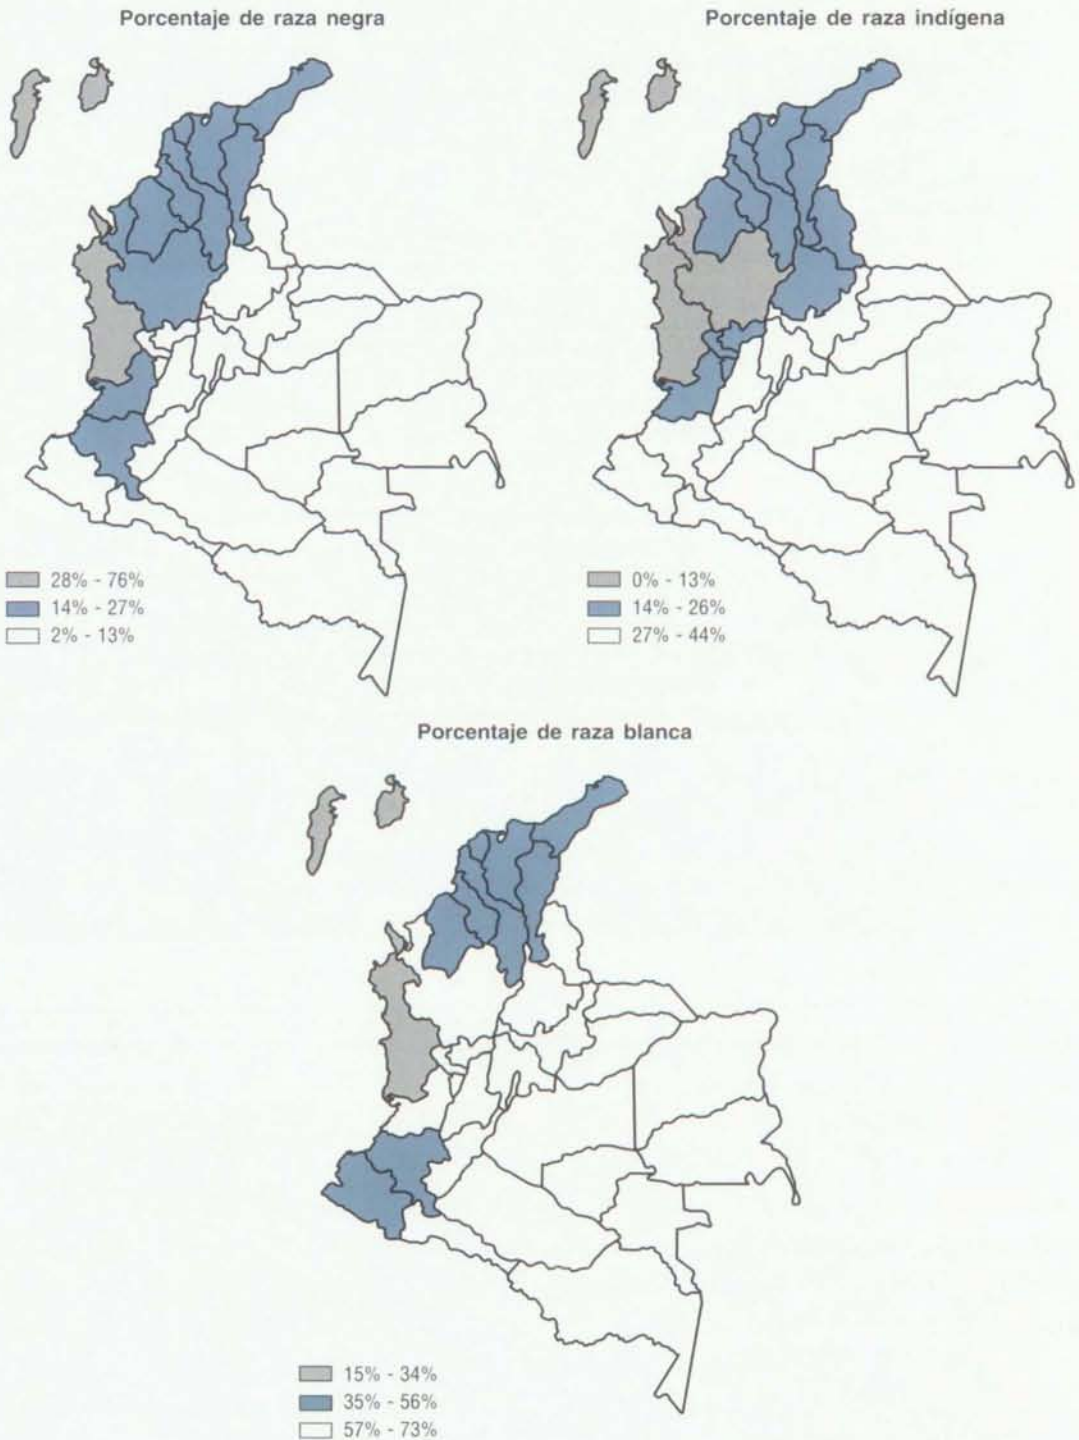 Porcentaje de raza negra
Porcentaje de raza indígena
28% - 76%
14% - 27%
2% - 13%
0% - 13%
14% - 26%
27% - 44%
Porcentaje de raza blanca
15% - 34%
35% - 56%
57% - 73%